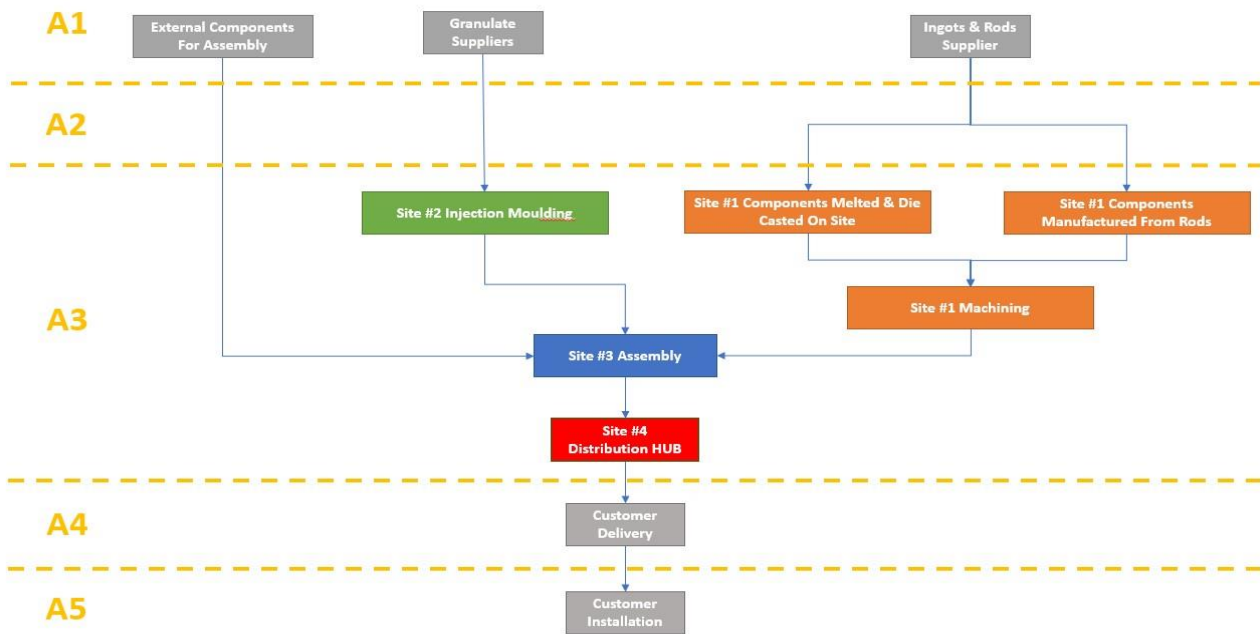 A1
External Components
For Assembly
Granulate
Suppliers
Ingots & Rods
Supplier
A2
A3
Site #2 Injection Moulding
Site #1 Components Melted & Die
Casted On Site
Site #1 Components
Manufactured From Rods
Site #1 Machining
Site #3 Assembly
Site #4
Distribution HUB
A4
Customer
Delivery
A5
Customer
Installation